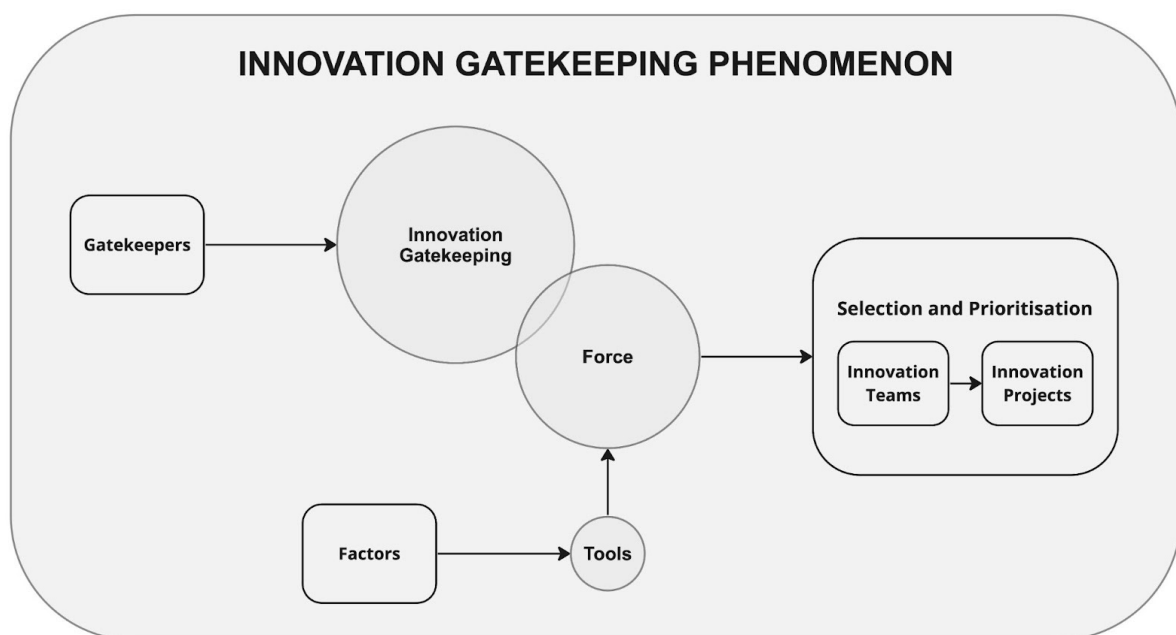 INNOVATION GATEKEEPING PHENOMENON
Gatekeepers
Innovation
Gatekeeping
Force
Selection and Prioritisation
Innovation
Teams
Innovation
Projects
Factors
Tools